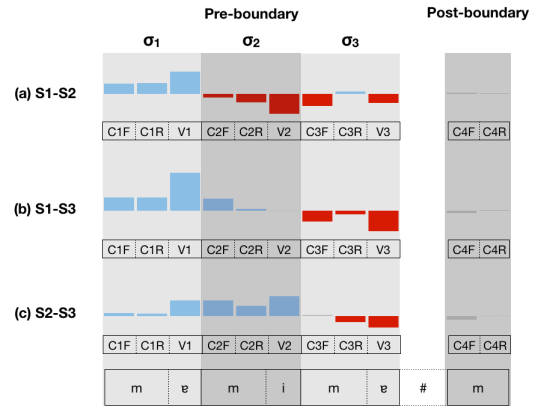 Pre-boundary Post-boundary
σ1 σ2 σ3
(a) S1-S2
C1F C1R V1 C2F C2R V2 C3F C3R V3 C4F C4R
(b) S1-S3
C1F C1R V1 C2F C2R V2 C3F C3R V3 C4F C4R
(c) S2-S3
C1F C1R V1 C2F C2R V2 C3F C3R V3 C4F C4R
m ɐ m i m ɐ # m